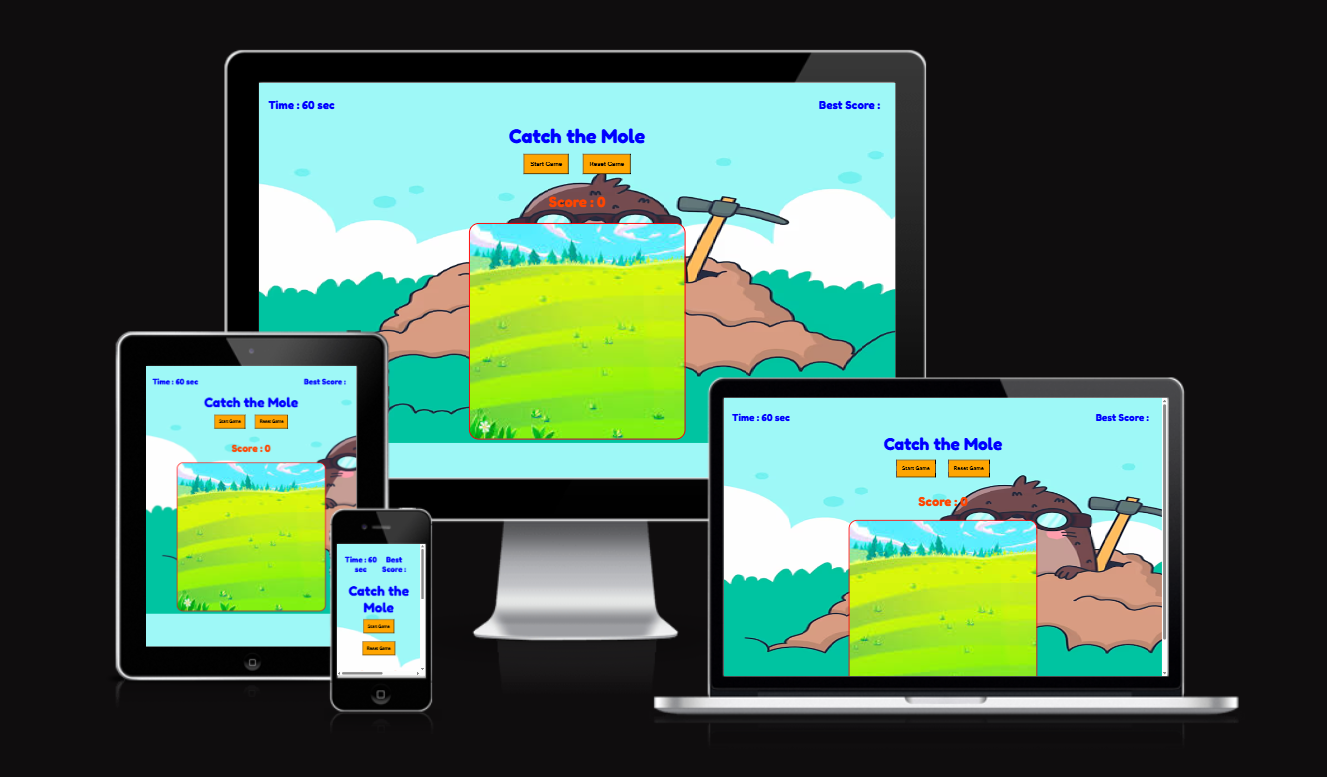 Time : 60 sec
Best Score :
Catch the Mole
Start Game
Reset Game
Score : 0
Time : 60 sec
Best Score :
Catch the Mole
Start Game
Reset Game
Score : 0
Time : 60
sec
Best
Score :
Catch the
Mole
Start Game
Reset Game
Time : 60 sec
Best Score :
Catch the Mole
Start Game
Reset Game
Score : 0